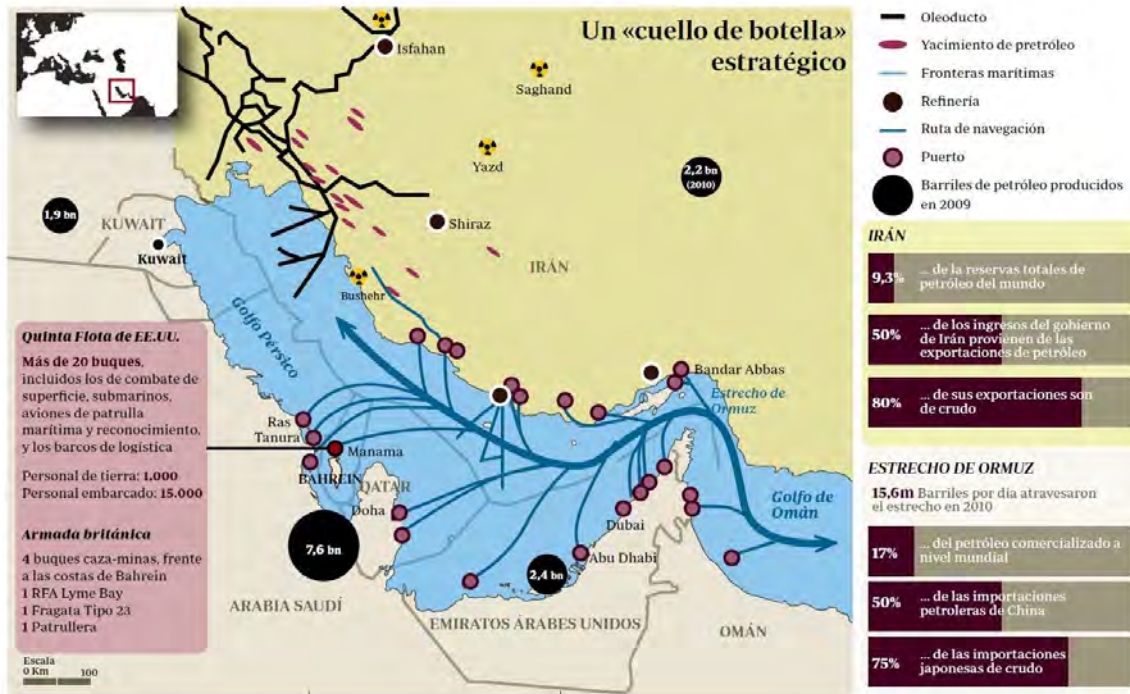 Un «cuello de botella»
estratégico
Isfahan
Saghand
Yazd
2,2 bn
(2010)
1,9 bn
KUWAIT
Kuwait
Shiraz
IRÁN
Bushehr
Golfo Pérsico
Bandar Abbas
Estrecho de
Ormuz
Ras
Tanura
Manama
BAHREIN
QATAR
Doha
Dubai
Golfo de
Omán
7,6 bn
2,4 bn
Abu Dhabi
ARABIA SAUDÍ
EMIRATOS ÁRABES UNIDOS
OMÁN
Quinta Flota de EE.UU.
Más de 20 buques,
incluidos los de combate de
superficie, submarinos,
aviones de patrulla
marítima y reconocimiento,
y los barcos de logística
Personal de tierra: 1,000
Personal embarcado: 15.000
Armada británica
4 buques caza-minas, frente
a las costas de Bahrein
1 RFA Lyme Bay
1 Fragata Tipo 23
1 Patrullera
Escala
0 Km 100
Oleoducto
Yacimiento de pretróleo
Fronteras marítimas
Refinería
Ruta de navegación
Puerto
Barriles de petróleo producidos
en 2009
IRÁN
9,3% ... de la reservas totales de
petróleo del mundo
50% ... de los ingresos del gobierno
de Irán provienen de las
exportaciones de petróleo
80% ... de sus exportaciones son
de crudo
ESTRECHO DE ORMUZ
15,6m Barriles por día atravesaron
el estrecho en 2010
17% ... del petróleo comercializado a
nivel mundial
50% ... de las importaciones
petroleras de China
75% ... de las importaciones
japonesas de crudo